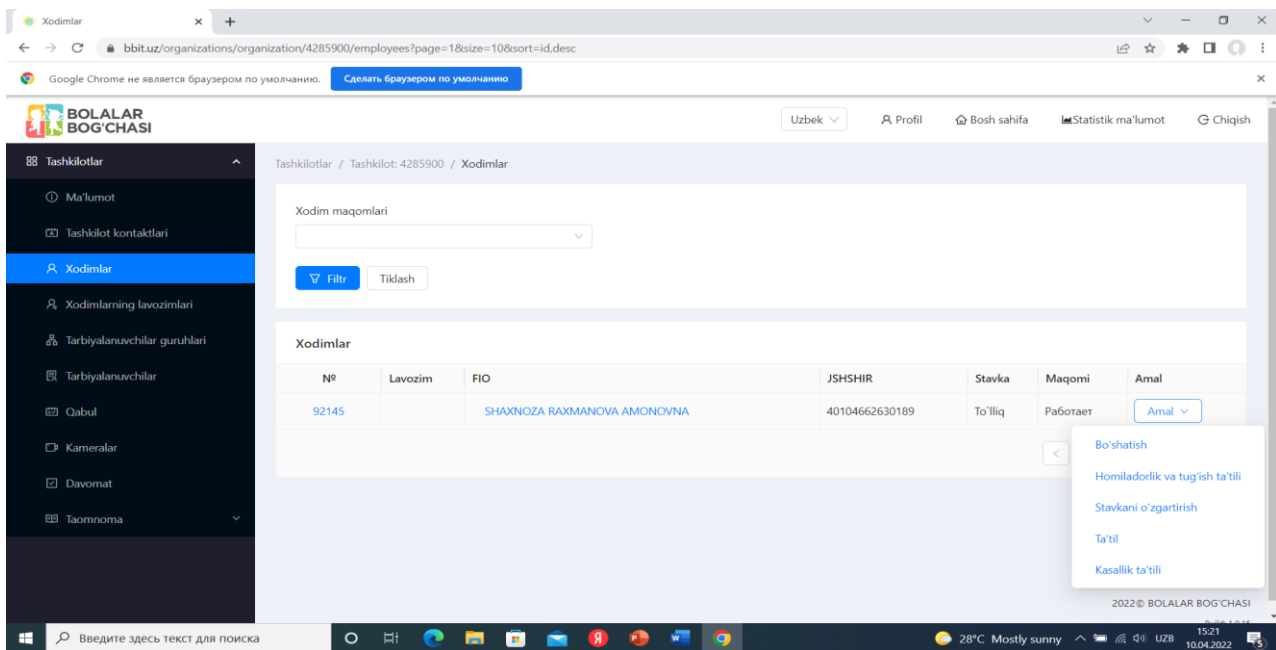 Xodimlar
bbit.uz/organizations/organization/4285900/employees?page=1&size=10&sort=id,desc
Google Chrome не является браузером по умолчанию. Сделать браузером по умолчанию
BOLALAR
BOG'CHASI
Uzbek Profil Bosh sahifa Statistik ma'lumot Chiqish
Tashkilotlar
Ma'lumot
Tashkilot kontaktlari
Xodimlar
Xodimlarning lavozimlari
Tarbiyalanuvchilar guruhlari
Tarbiyalanuvchilar
Qabul
Kameralar
Davomat
Taomnoma
Tashkilotlar / Tashkilot: 4285900 / Xodimlar
Xodim maqomlari
Filtr Tiklash
Xodimlar
№ Lavozim FIO JSHSHIR Stavka Maqomi Amal
92145 SHAXNOZA RAXMANOVA AMONOVNA 40104662630189 To`lliq Работает Amal
Bo'shatish
Homiladorlik va tug'ish ta'tili
Stavkani o'zgartirish
Ta'til
Kasallik ta'tili
2022© BOLALAR BOG'CHASI
Введите здесь текст для поиска
28°C Mostly sunny UZB 15:21
10.04.2022